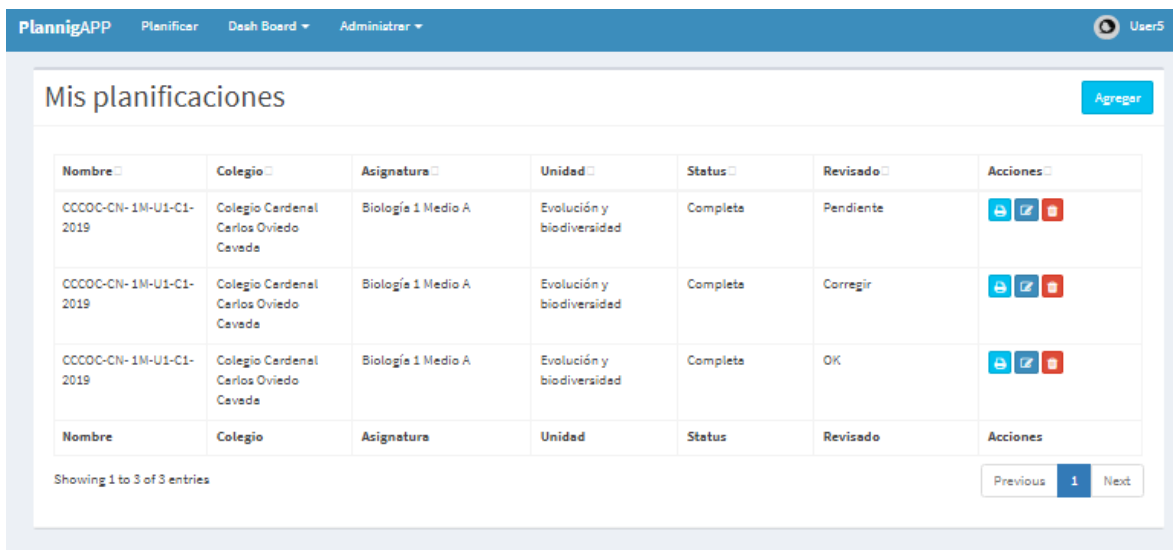 PlannigAPP Planificar Dash Board Administrar User5
Mis planificaciones
Agregar
Nombre Colegio Asignatura Unidad Status Revisado Acciones
CCCOC-CN- 1M-U1-C1- Colegio Cardenal Biología 1 Medio A Evolución y Completa Pendiente
2019 Carlos Oviedo biodiversidad
Cavada
CCCOC-CN- 1M-U1-C1- Colegio Cardenal Biología 1 Medio A Evolución y Completa Corregir
2019 Carlos Oviedo biodiversidad
Cavada
CCCOC-CN- 1M-U1-C1- Colegio Cardenal Biología 1 Medio A Evolución y Completa OK
2019 Carlos Oviedo biodiversidad
Cavada
Nombre Colegio Asignatura Unidad Status Revisado Acciones
Showing 1 to 3 of 3 entries
Previous 1 Next